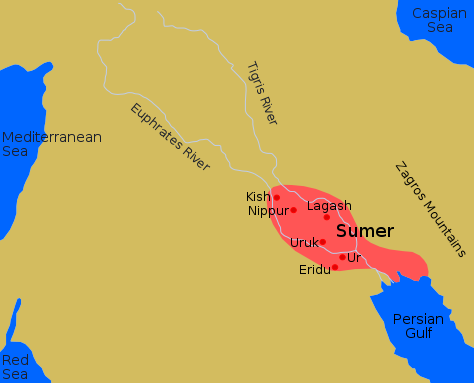 Caspian
Sea
Tigris River
Euphrates River
Mediterranean
Sea
Zagros Mountains
Kish
Nippur
Lagash
Sumer
Uruk
Ur
Eridu
Persian
Gulf
Red
Sea